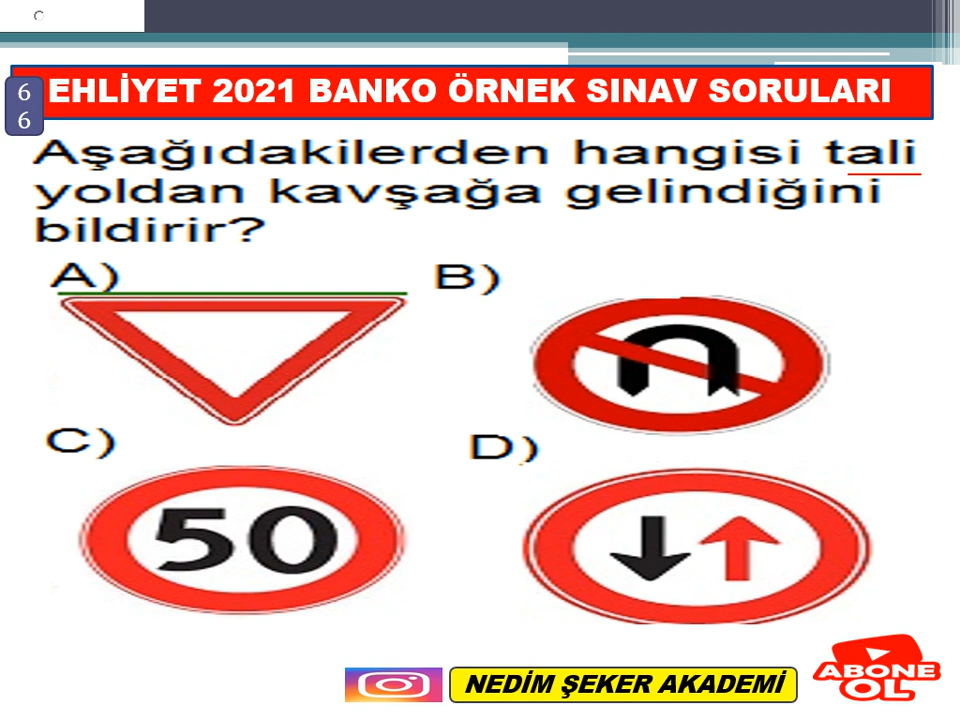 EHLİYET 2021 BANKO ÖRNEK SINAV SORULARI
6
6
Aşağıdakilerden hangisi tali
yoldan kavşağa gelindiğini
bildirir?
A) B)
C) D)
50
NEDİM ŞEKER AKADEMİ
ABONE
OL